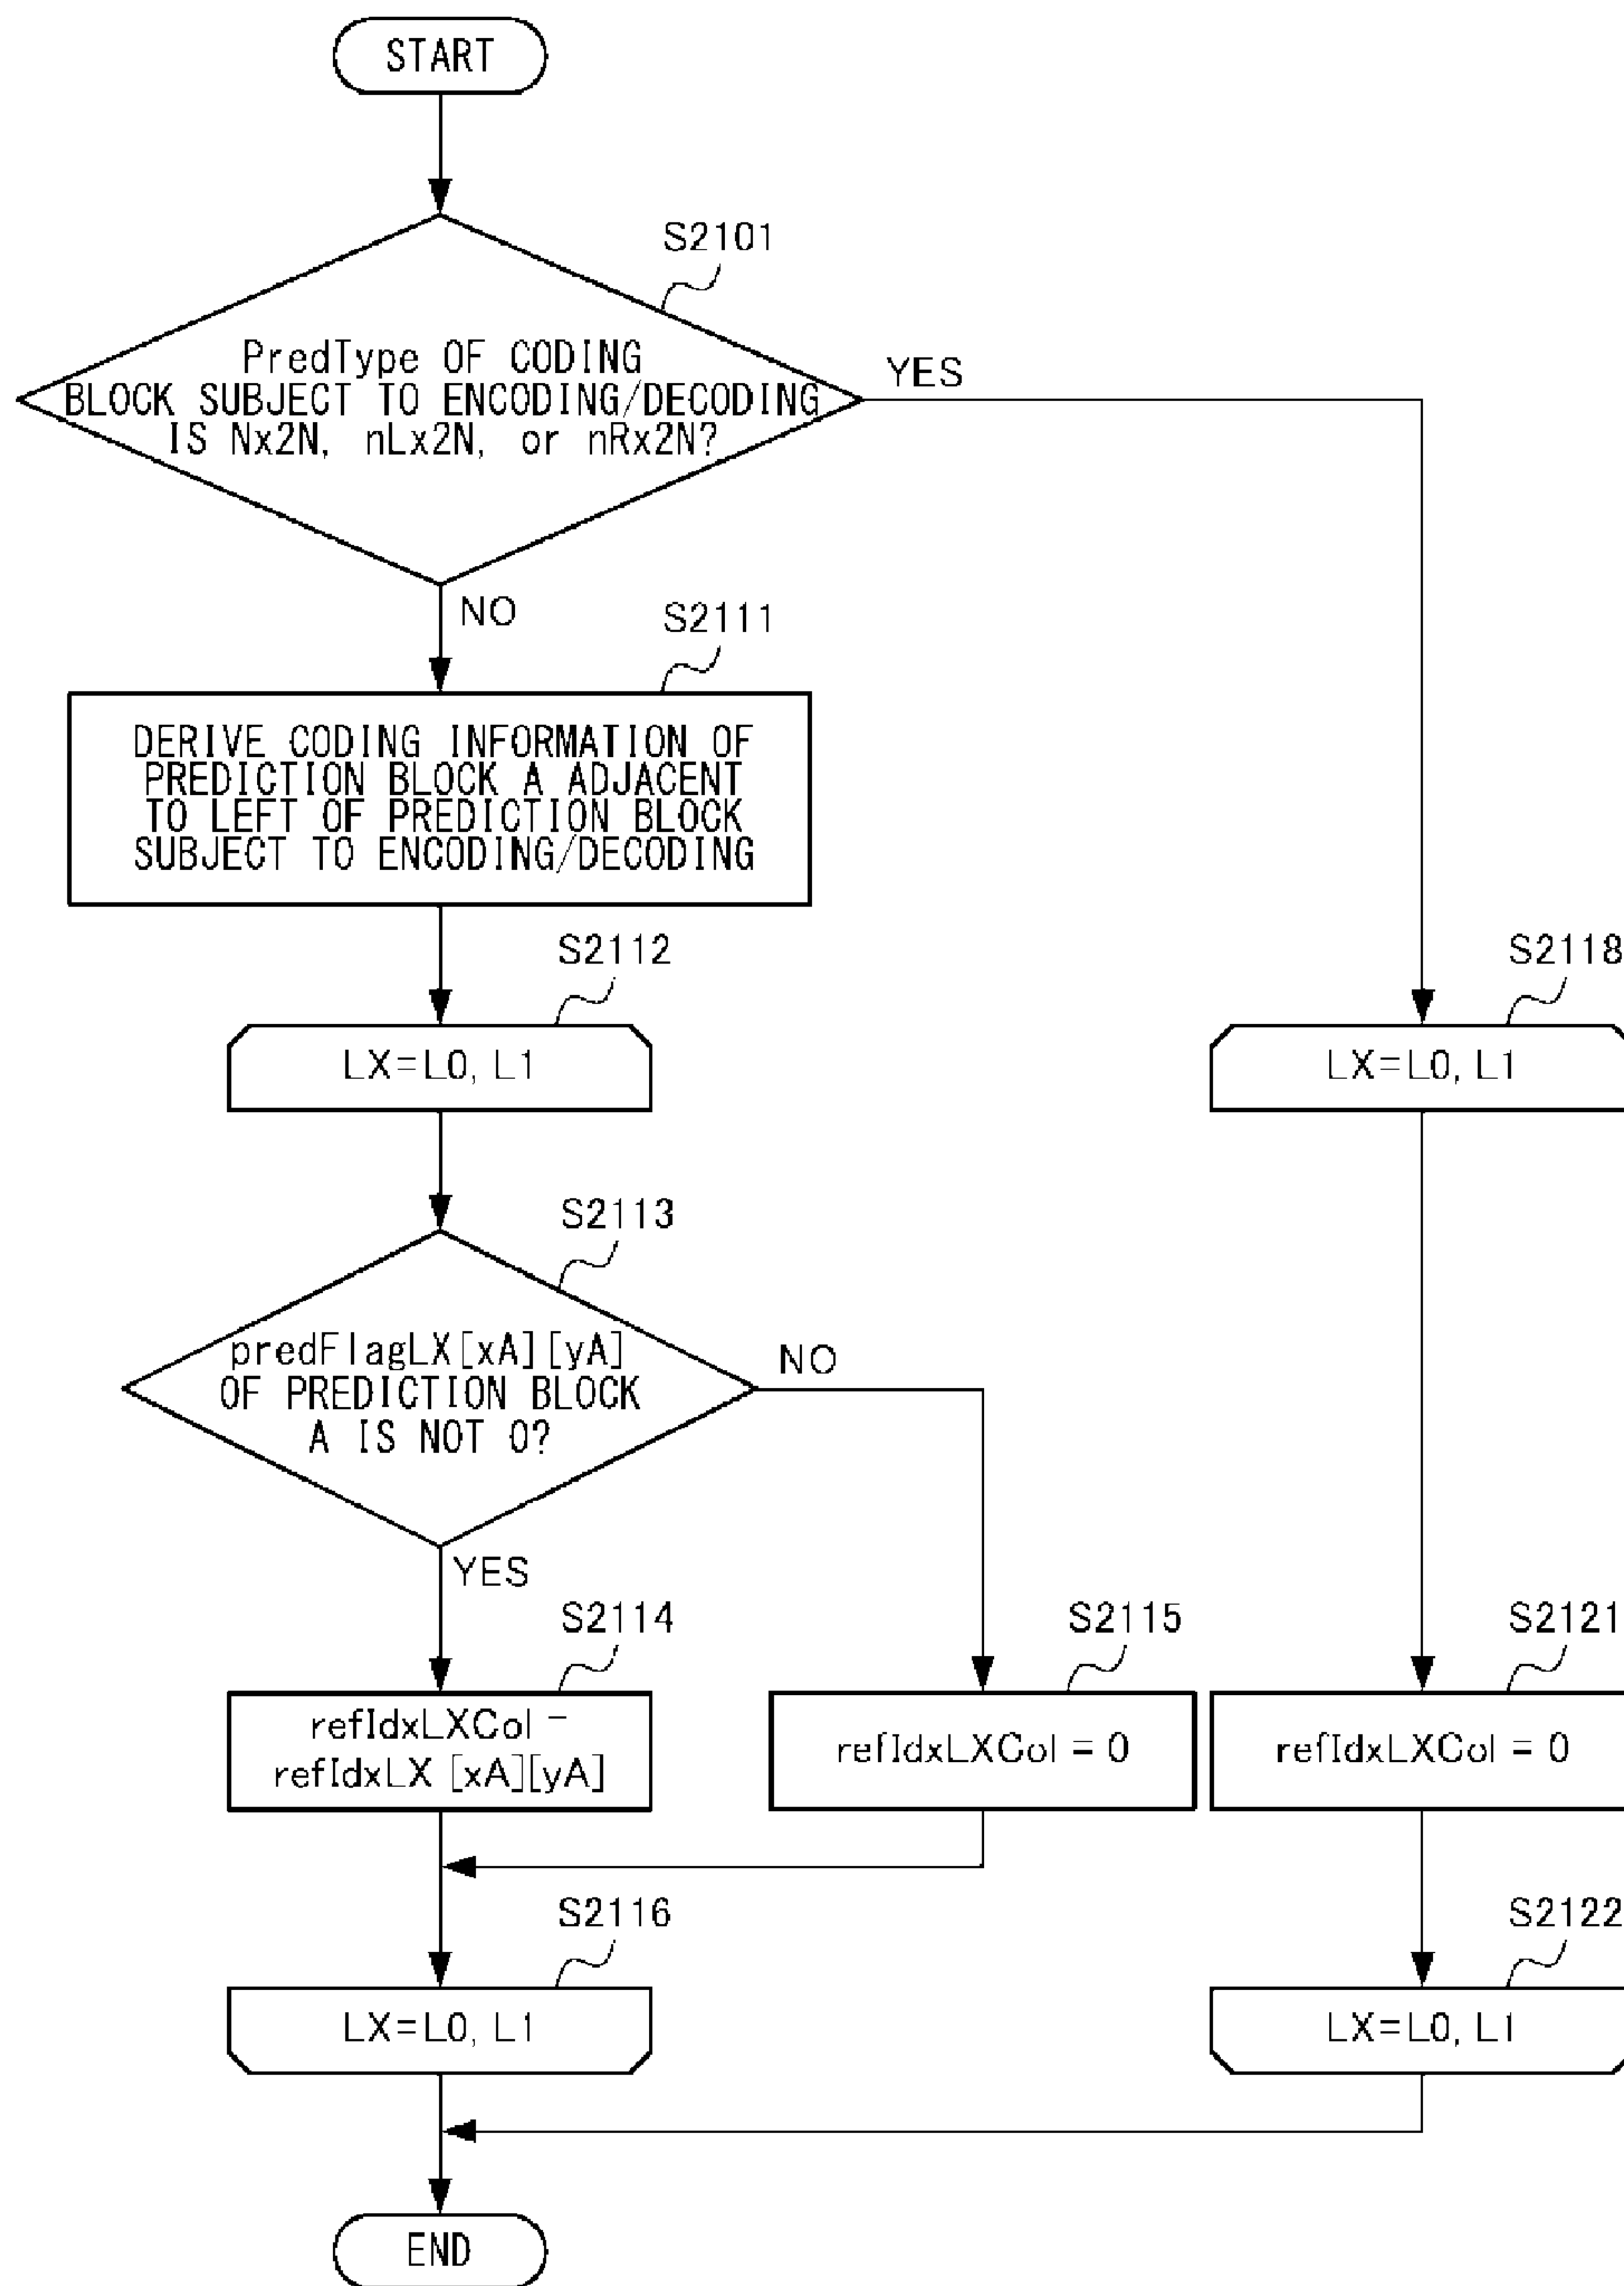 START
S2101
PredType OF CODING
BLOCK SUBJECT TO ENCODING/DECODING
IS Nx2N, nLx2N, or nRx2N?
YES
NO
S2111
DERIVE CODING INFORMATION OF
PREDICTION BLOCK A ADJACENT
TO LEFT OF PREDICTION BLOCK
SUBJECT TO ENCODING/DECODING
S2112
LX=L0, L1
S2118
LX=L0, L1
S2113
predFlagLX[xA][yA]
OF PREDICTION BLOCK
A IS NOT 0?
NO
YES
S2114
refIdxLXCol =
refIdxLX [xA][yA]
S2115
refIdxLXCol = 0
S2121
refIdxLXCol = 0
S2116
LX=L0, L1
S2122
LX=L0, L1
END